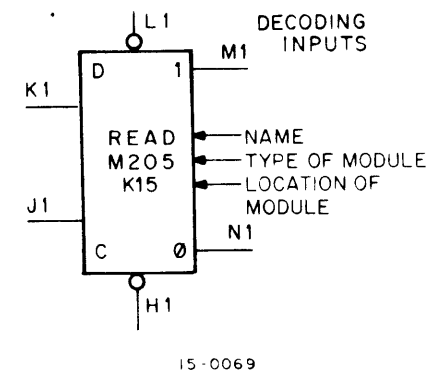 L1
DECODING
INPUTS
M1
D 1
K1
READ
NAME
M205
TYPE OF MODULE
K15
LOCATION OF
MODULE
J1
N1
C Ø
H1
15-0069